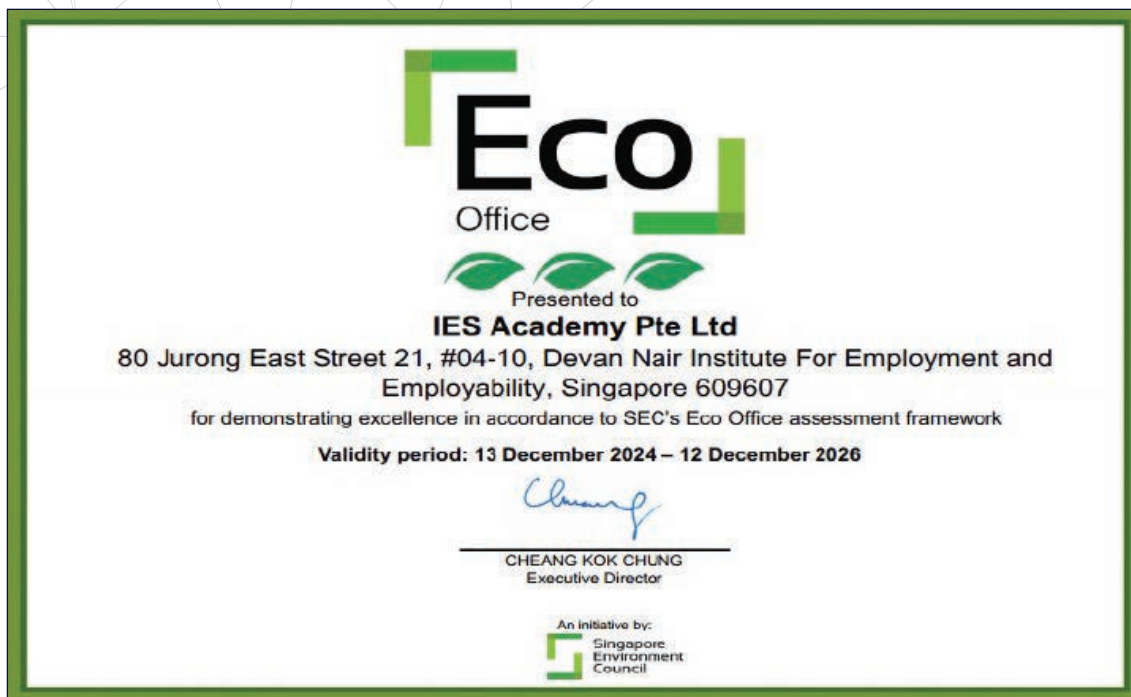 Eco
Office
Presented to
IES Academy Pte Ltd
80 Jurong East Street 21, #04-10, Devan Nair Institute For Employment and
Employability, Singapore 609607
for demonstrating excellence in accordance to SEC's Eco Office assessment framework
Validity period: 13 December 2024 – 12 December 2026
CHEANG KOK CHUNG
Executive Director
An initiative by:
Singapore
Environment
Council